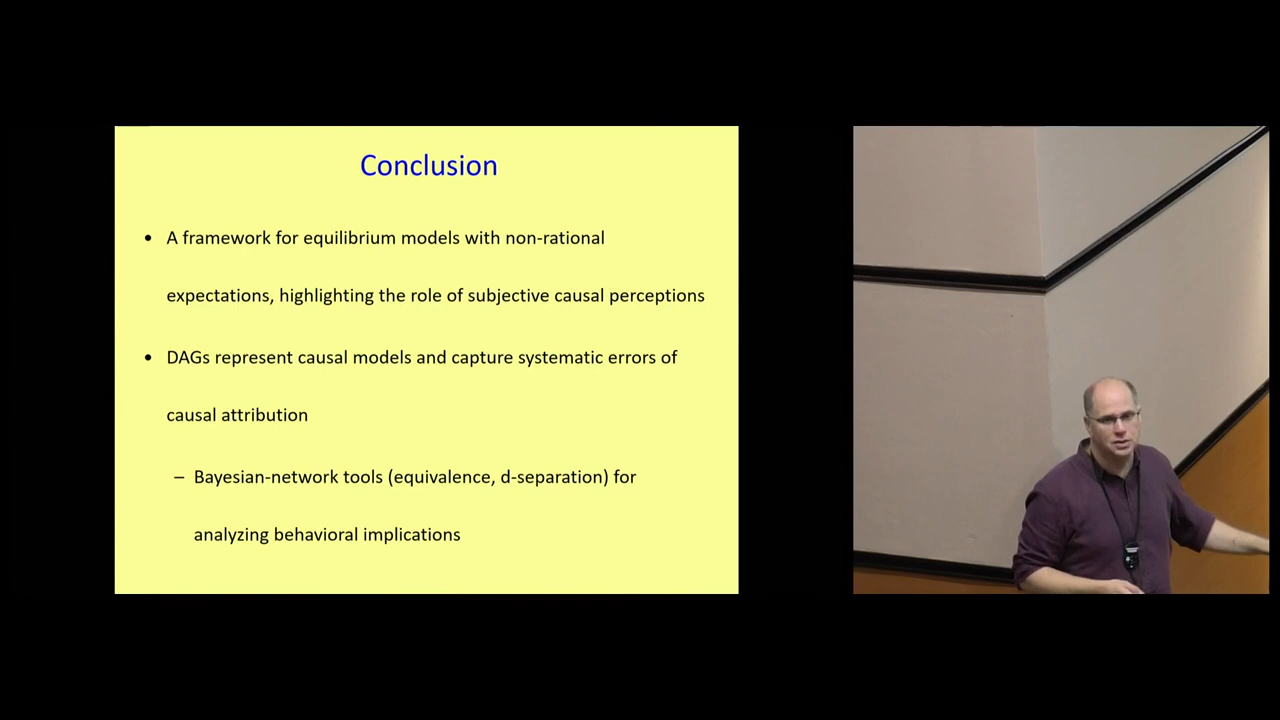 Conclusion
• A framework for equilibrium models with non-rational
expectations, highlighting the role of subjective causal perceptions
• DAGs represent causal models and capture systematic errors of
causal attribution
– Bayesian-network tools (equivalence, d-separation) for
analyzing behavioral implications